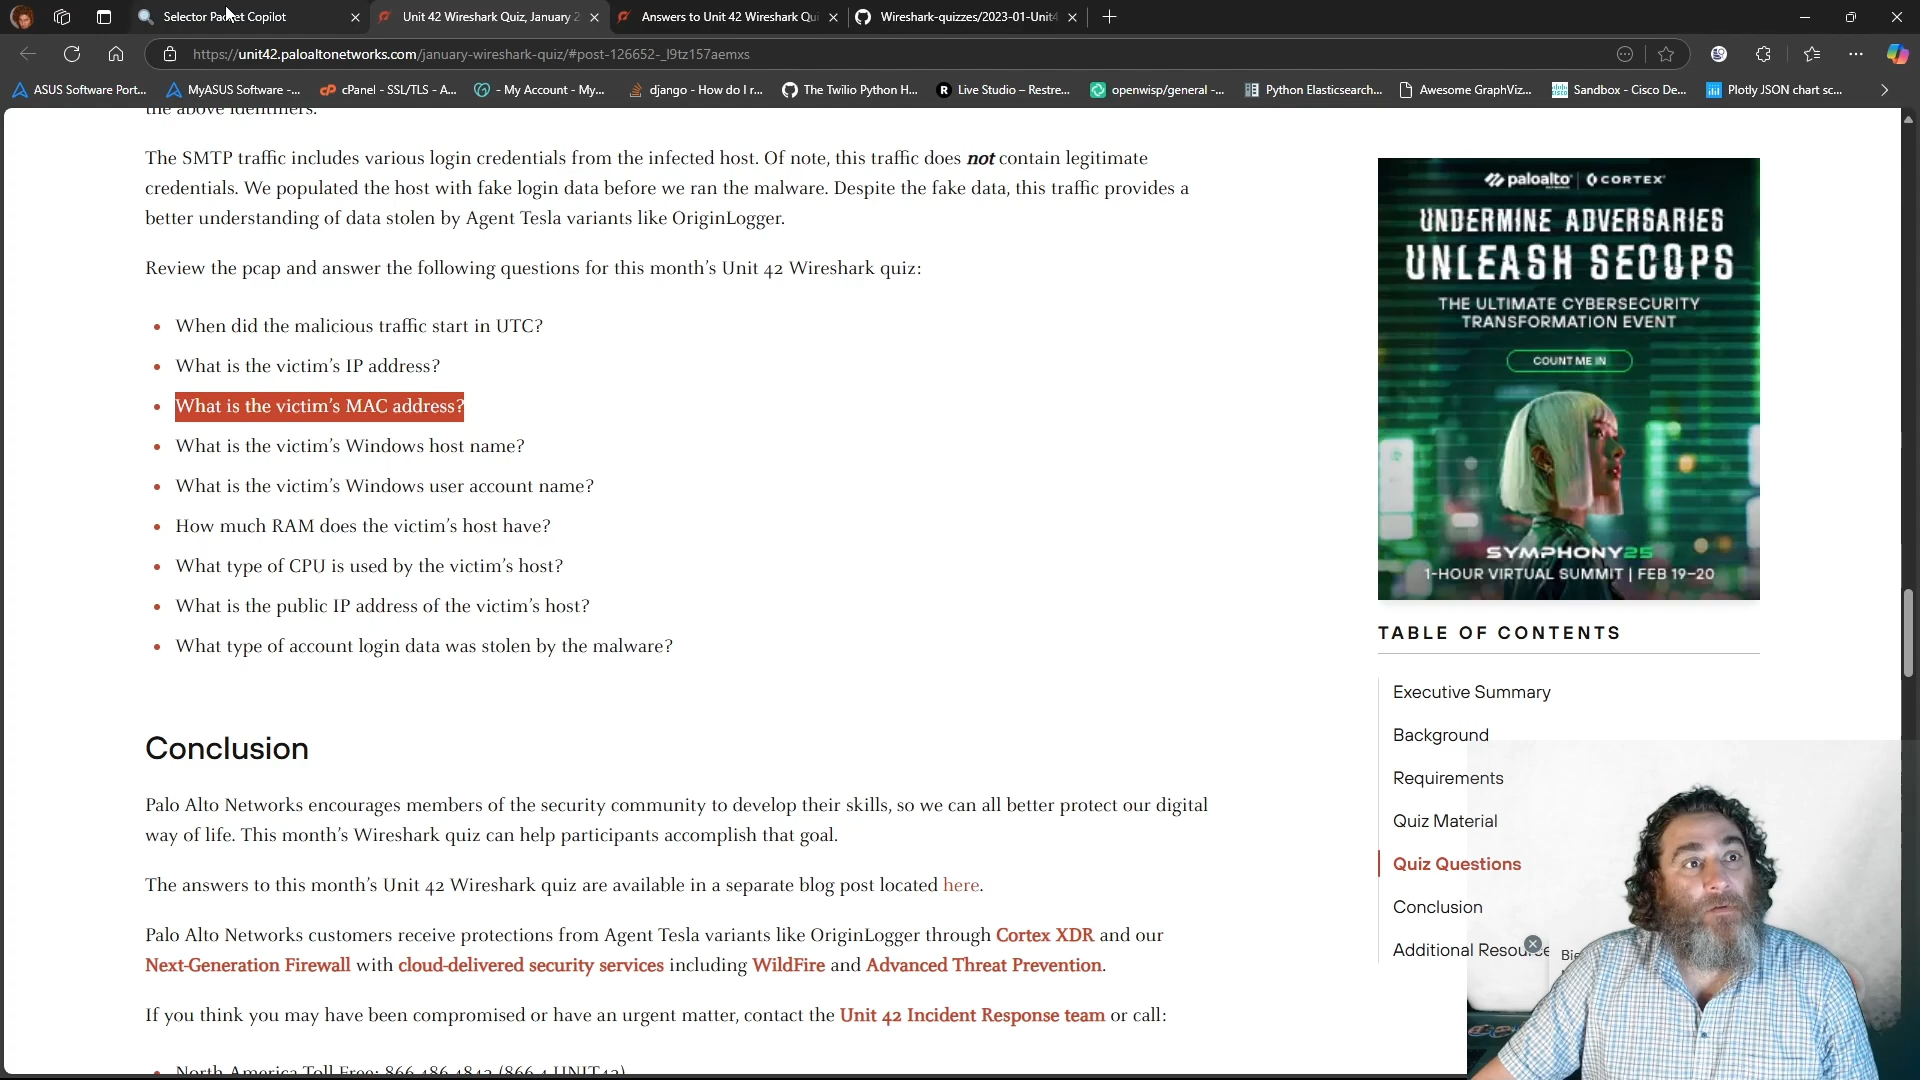 Selector Packet Copilot
Unit 42 Wireshark Quiz, January 2
Answers to Unit 42 Wireshark Qui
Wireshark-quizzes/2023-01-Unit4
https://unit42.paloaltonetworks.com/january-wireshark-quiz/#post-126652-_l9tz157aemxs
ASUS Software Port...
MyASUS Software -...
cPanel - SSL/TLS - A...
- My Account - My...
django - How do I r...
The Twilio Python H...
Live Studio – Restre...
openwisp/general -...
Python Elasticsearch...
Awesome GraphViz...
Sandbox - Cisco De...
Plotly JSON chart sc...
the above identifiers.
The SMTP traffic includes various login credentials from the infected host. Of note, this traffic does not contain legitimate
credentials. We populated the host with fake login data before we ran the malware. Despite the fake data, this traffic provides a
better understanding of data stolen by Agent Tesla variants like OriginLogger.
Review the pcap and answer the following questions for this month’s Unit 42 Wireshark quiz:
• When did the malicious traffic start in UTC?
• What is the victim’s IP address?
• What is the victim’s MAC address?
• What is the victim’s Windows host name?
• What is the victim’s Windows user account name?
• How much RAM does the victim’s host have?
• What type of CPU is used by the victim’s host?
• What is the public IP address of the victim’s host?
• What type of account login data was stolen by the malware?
Conclusion
Palo Alto Networks encourages members of the security community to develop their skills, so we can all better protect our digital
way of life. This month’s Wireshark quiz can help participants accomplish that goal.
The answers to this month’s Unit 42 Wireshark quiz are available in a separate blog post located here.
Palo Alto Networks customers receive protections from Agent Tesla variants like OriginLogger through Cortex XDR and our
Next-Generation Firewall with cloud-delivered security services including WildFire and Advanced Threat Prevention.
If you think you may have been compromised or have an urgent matter, contact the Unit 42 Incident Response team or call:
• North America Toll Free: 866.486.4842 (866.4.UNIT42)
paloalto | CORTEX
UNDERMINE ADVERSARIES
UNLEASH SECOPS
THE ULTIMATE CYBERSECURITY
TRANSFORMATION EVENT
COUNT ME IN
SYMPHONY25
1-HOUR VIRTUAL SUMMIT | FEB 19–20
TABLE OF CONTENTS
Executive Summary
Background
Requirements
Quiz Material
Quiz Questions
Conclusion
Additional Resource
Bie